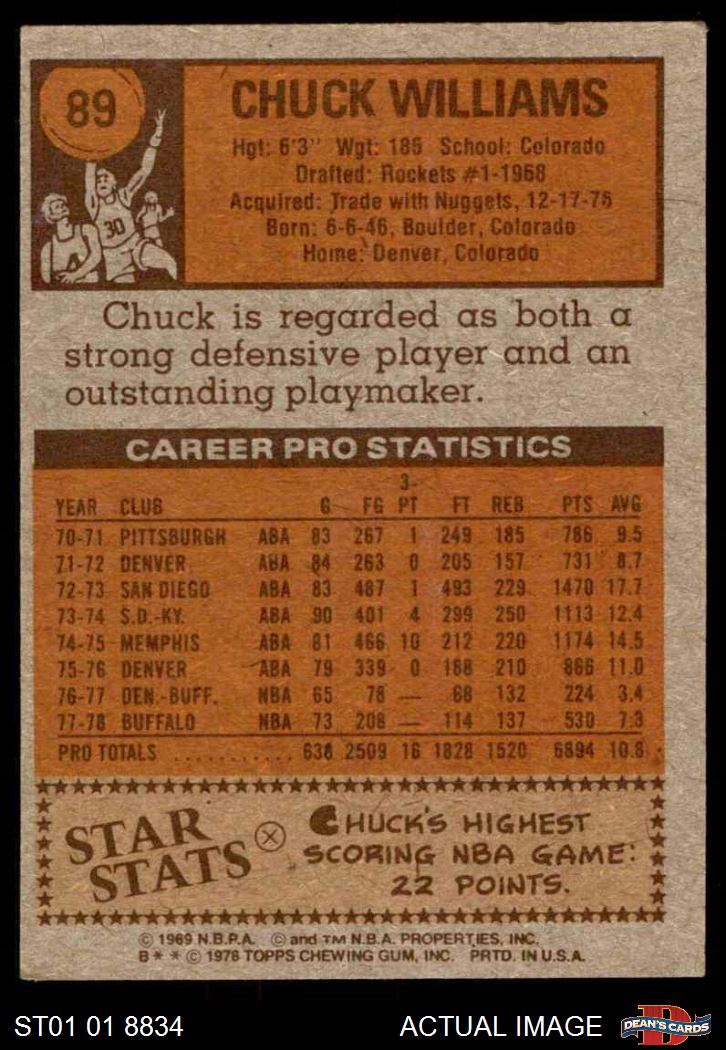 89
CHUCK WILLIAMS
Hgt: 6'3" Wgt: 185 School: Colorado
Drafted: Rockets #1-1968
Acquired: Trade with Nuggets, 12-17-76
Born: 6-6-46, Boulder, Colorado
Home: Denver, Colorado
30
4
Chuck is regarded as both a
strong defensive player and an
outstanding playmaker.
CAREER PRO STATISTICS
YEAR CLUB G FG 3-PT FT REB PTS AVG
70-71 PITTSBURGH ABA 83 267 1 249 185 786 9.5
71-72 DENVER ABA 84 263 0 205 157 731 8.7
72-73 SAN DIEGO ABA 83 487 1 493 229 1470 17.7
73-74 S.D.-KY. ABA 90 401 4 299 250 1113 12.4
74-75 MEMPHIS ABA 81 466 10 212 220 1174 14.5
75-76 DENVER ABA 79 339 0 188 210 866 11.0
76-77 DEN.-BUFF. NBA 65 78 — 68 132 224 3.4
77-78 BUFFALO NBA 73 208 — 114 137 530 7.3
PRO TOTALS ........... 638 2509 16 1828 1520 6894 10.8
STAR STATS
CHUCK'S HIGHEST
SCORING NBA GAME:
22 POINTS.
© 1969 N.B.P.A. © and TM N.B.A. PROPERTIES, INC.
B* * © 1978 TOPPS CHEWING GUM, INC. PRTD. IN U.S.A.
ST01 01 8834 ACTUAL IMAGE DEAN'S CARDS